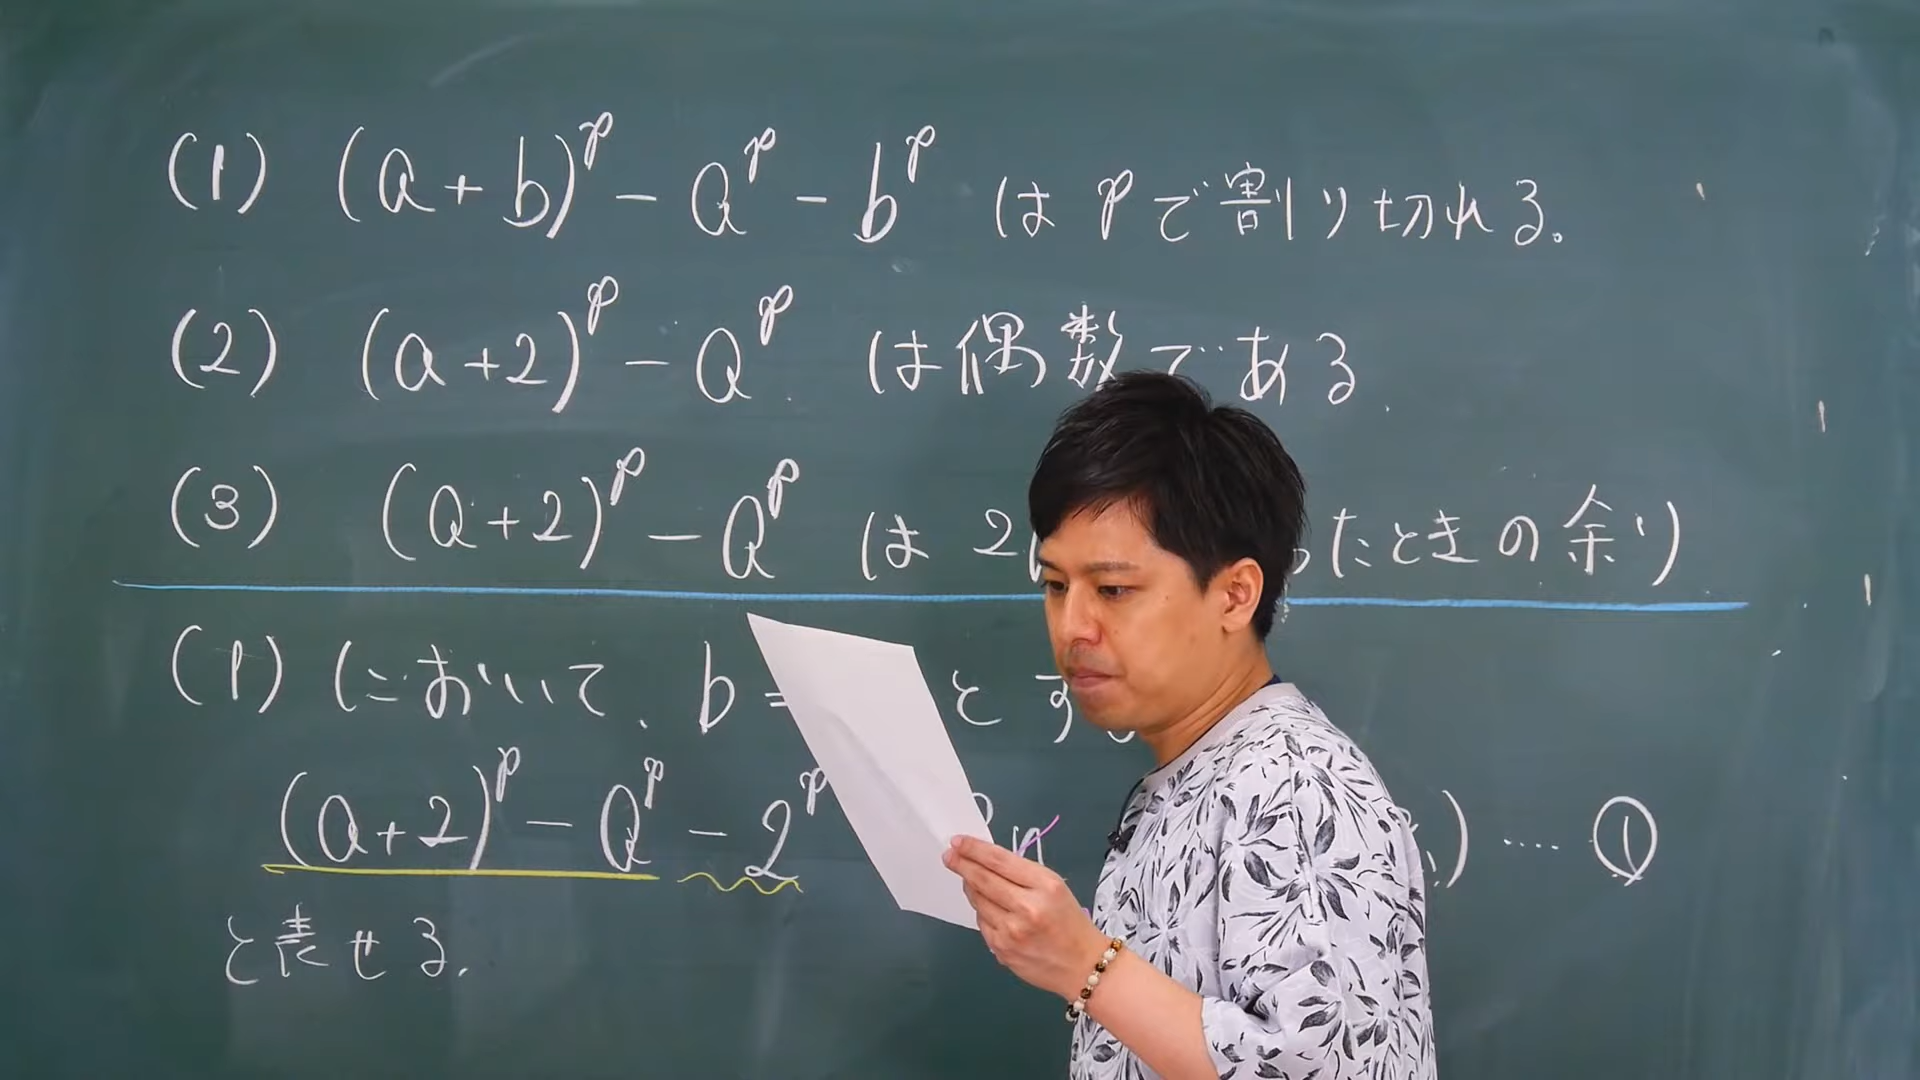 (1) (a+b)^p - a^p - b^p は p で割り切れる。
(2) (a+2)^p - a^p は偶数である
(3) (a+2)^p - a^p は 2 たときの余り
(1) において、b = とす
(a+2)^p - a^p - 2^p ) .... ①
と表せる.